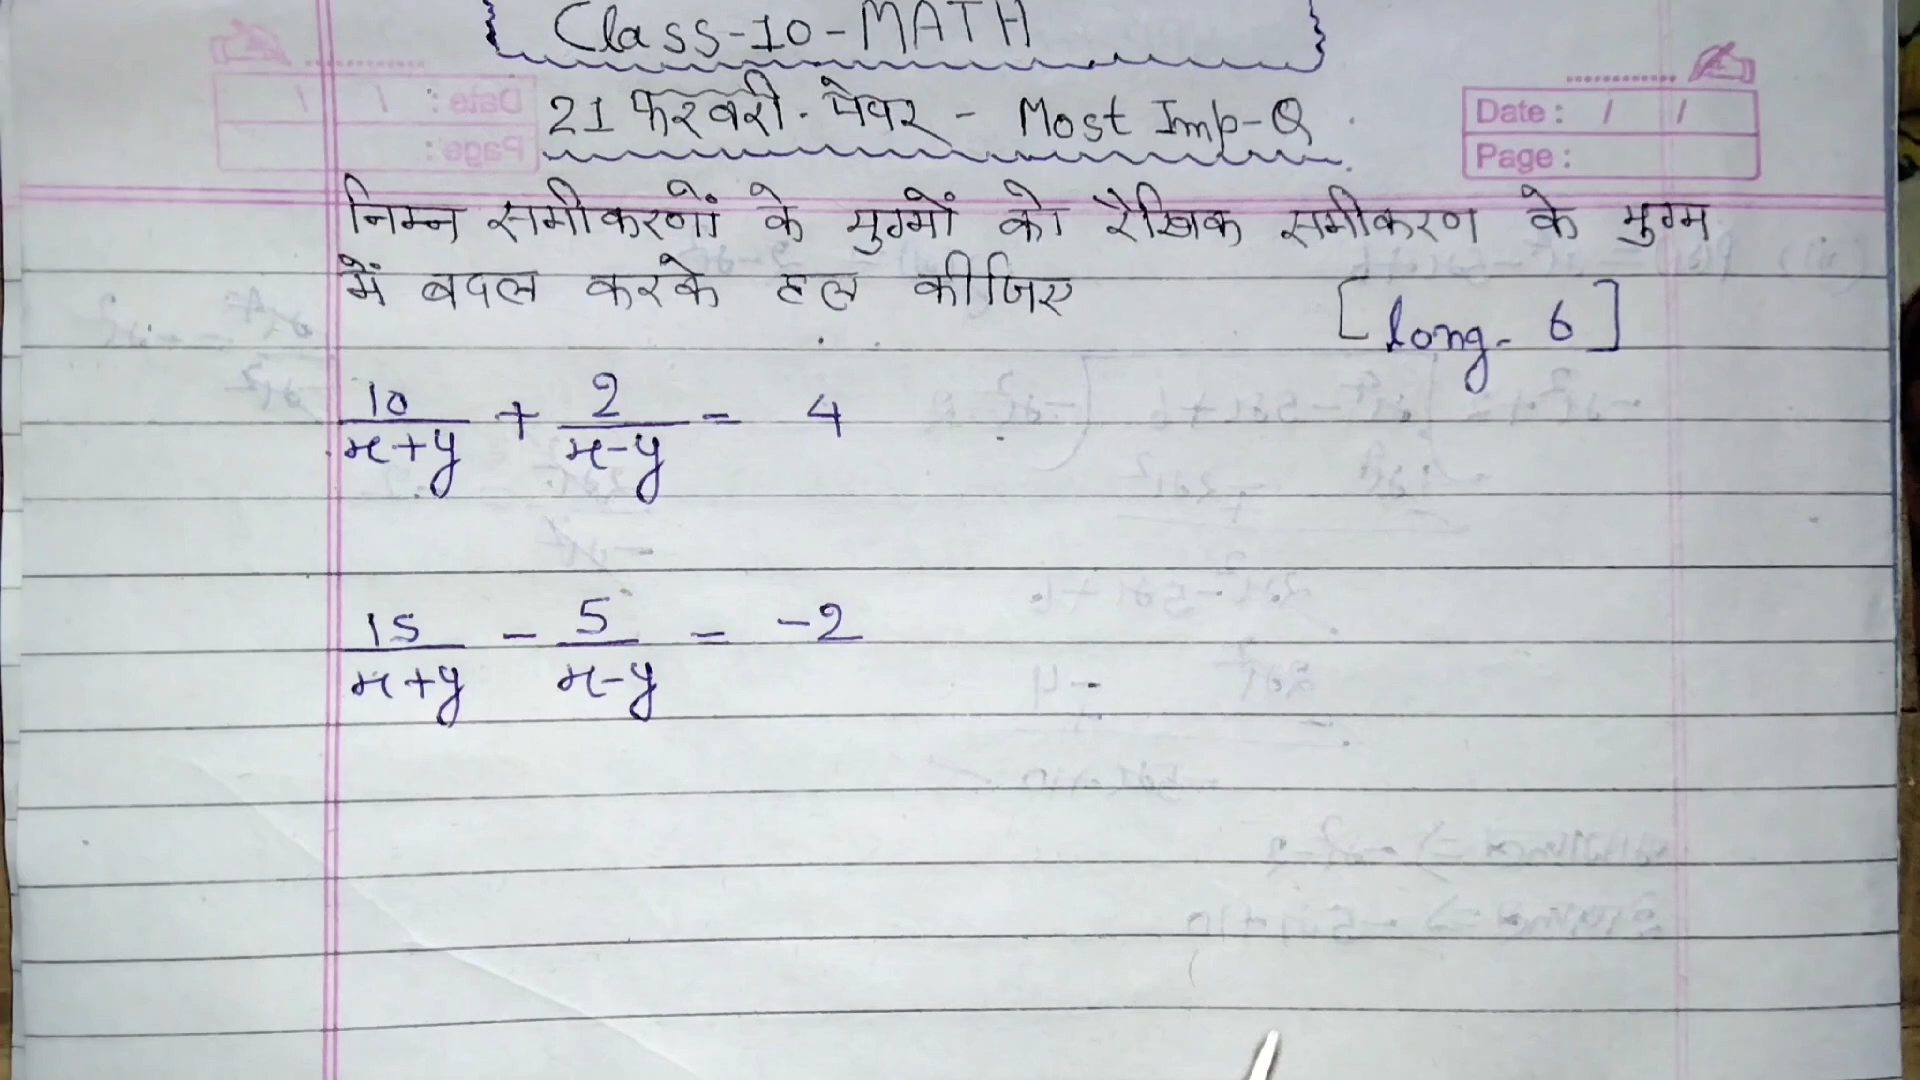 Class-10-MATH
21 फरवरी. पेपर - Most Imp-Q
Date : / /
Page :
निम्न समीकरणों के युग्मों को रैखिक समीकरण के युग्म
में बदल करके हल कीजिए
[long- 6]
10/(x+y) + 2/(x-y) = 4
15/(x+y) - 5/(x-y) = -2